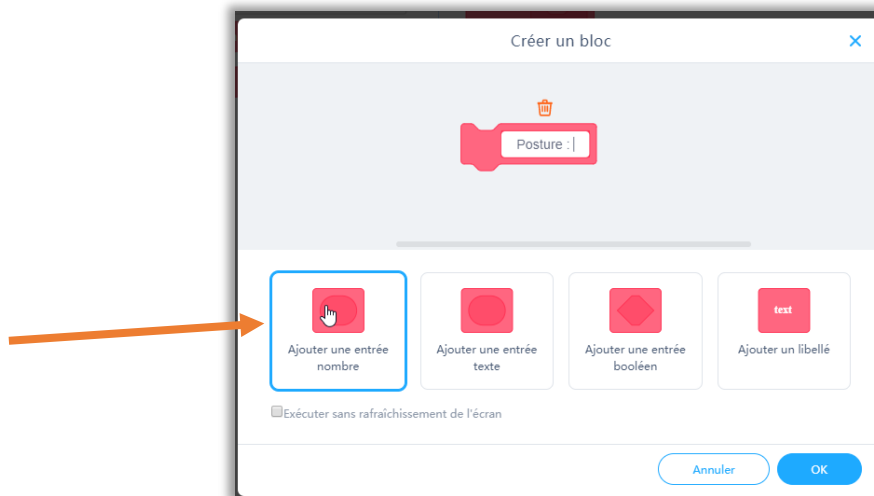 Créer un bloc
Posture :
text
Ajouter une entrée
nombre
Ajouter une entrée
texte
Ajouter une entrée
booléen
Ajouter un libellé
Exécuter sans rafraîchissement de l'écran
Annuler
OK